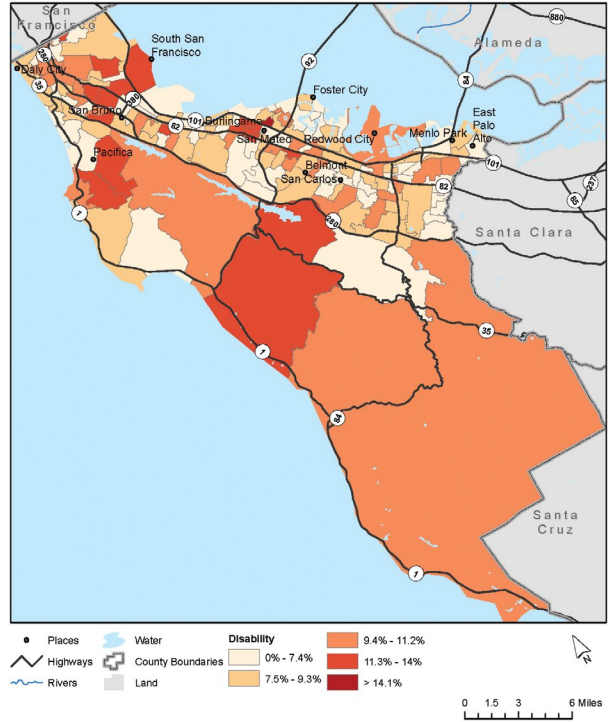 San
Francisco
880
Alameda
South San
Francisco
92
280
Daly City
35
84
Foster City
San Bruno
280
101
Burlingame
82
San Mateo
Redwood City
Menlo Park
East
Palo
Alto
101
Pacifica
Belmont
San Carlos
82
237
85
1
280
Santa Clara
35
1
84
Santa
Cruz
1
Places
Highways
Rivers
Water
County Boundaries
Land
Disability
0% - 7.4%
7.5% - 9.3%
9.4% - 11.2%
11.3% - 14%
> 14.1%
N
0 1.5 3 6 Miles